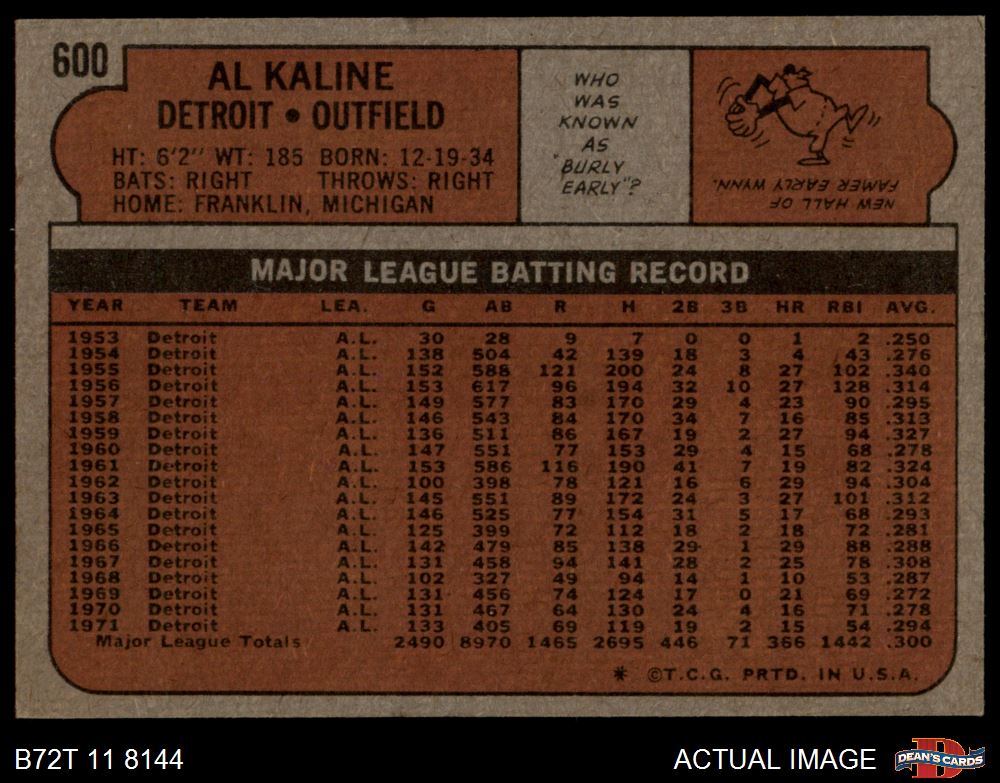 600
AL KALINE
DETROIT • OUTFIELD
HT: 6'2" WT: 185 BORN: 12-19-34
BATS: RIGHT THROWS: RIGHT
HOME: FRANKLIN, MICHIGAN
WHO
WAS
KNOWN
AS
"BURLY
EARLY"?
NEW HALL OF
FAMER EARLY WYNN.
MAJOR LEAGUE BATTING RECORD
YEAR TEAM LEA. G AB R H 2B 3B HR RBI AVG.
1953 Detroit A.L. 30 28 9 7 0 0 1 2 .250
1954 Detroit A.L. 138 504 42 139 18 3 4 43 .276
1955 Detroit A.L. 152 588 121 200 24 8 27 102 .340
1956 Detroit A.L. 153 617 96 194 32 10 27 128 .314
1957 Detroit A.L. 149 577 83 170 29 4 23 90 .295
1958 Detroit A.L. 146 543 84 170 34 7 16 85 .313
1959 Detroit A.L. 136 511 86 167 19 2 27 94 .327
1960 Detroit A.L. 147 551 77 153 29 4 15 68 .278
1961 Detroit A.L. 153 586 116 190 41 7 19 82 .324
1962 Detroit A.L. 100 398 78 121 16 6 29 94 .304
1963 Detroit A.L. 145 551 89 172 24 3 27 101 .312
1964 Detroit A.L. 146 525 77 154 31 5 17 68 .293
1965 Detroit A.L. 125 399 72 112 18 2 18 72 .281
1966 Detroit A.L. 142 479 85 138 29 1 29 88 .288
1967 Detroit A.L. 131 458 94 141 28 2 25 78 .308
1968 Detroit A.L. 102 327 49 94 14 1 10 53 .287
1969 Detroit A.L. 131 456 74 124 17 0 21 69 .272
1970 Detroit A.L. 131 467 64 130 24 4 16 71 .278
1971 Detroit A.L. 133 405 69 119 19 2 15 54 .294
Major League Totals 2490 8970 1465 2695 446 71 366 1442 .300
* ©T.C.G. PRTD. IN U.S.A.
B72T 11 8144
ACTUAL IMAGE
DEAN'S CARDS